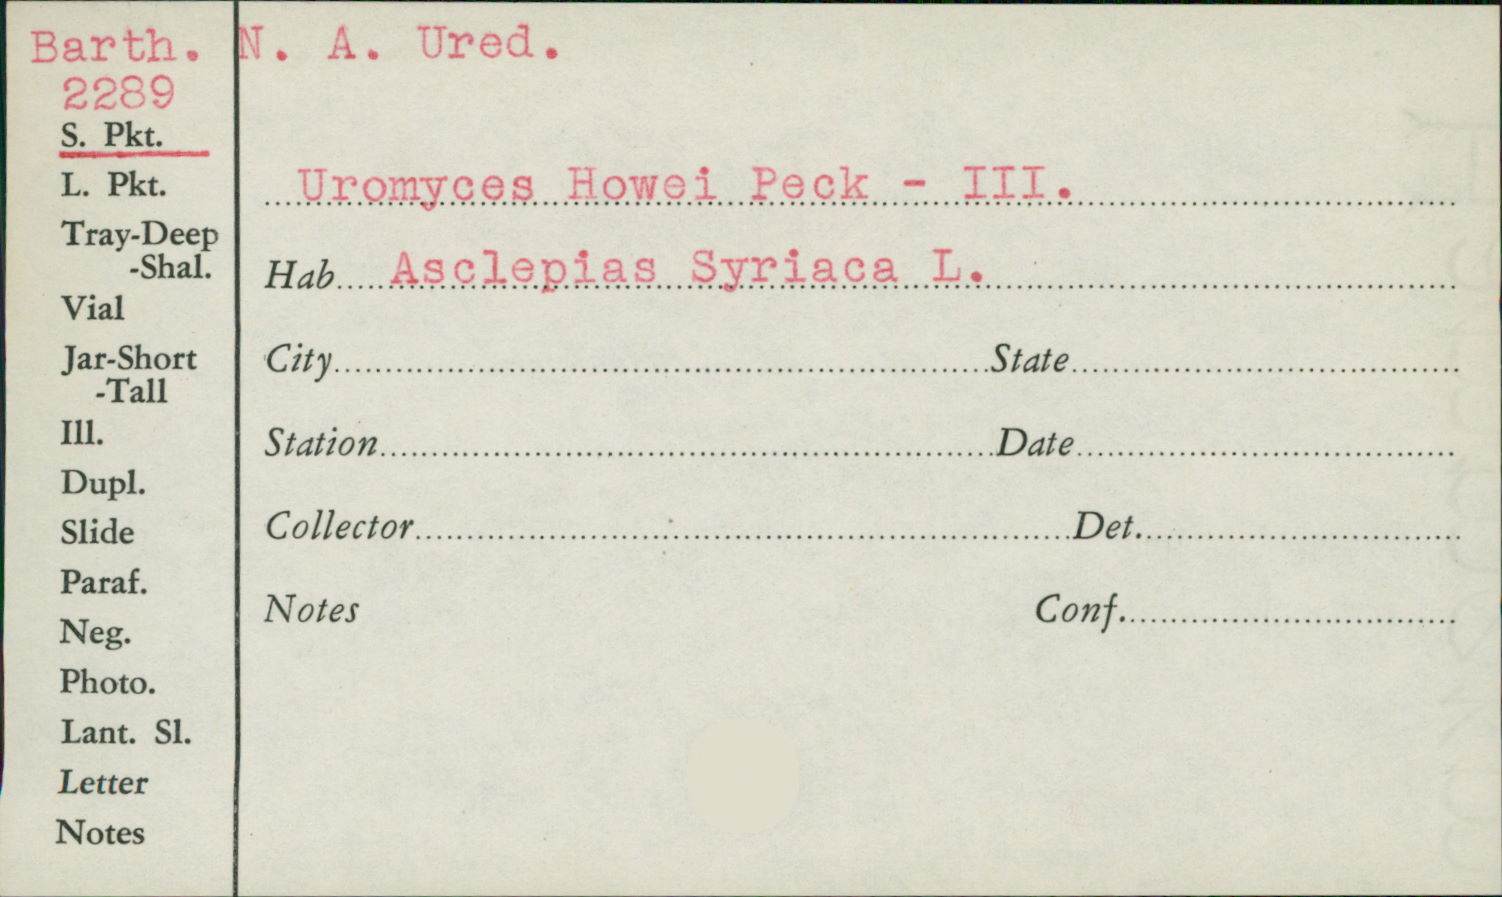 Barth. N. A. Ured.
2289
S. Pkt.
L. Pkt.
Tray-Deep
-Shal.
Vial
Jar-Short
-Tall
Ill.
Dupl.
Slide
Paraf.
Neg.
Photo.
Lant. Sl.
Letter
Notes
Uromyces Howei Peck - III.
Hab Asclepias Syriaca L.
City State
Station Date
Collector Det.
Notes Conf.